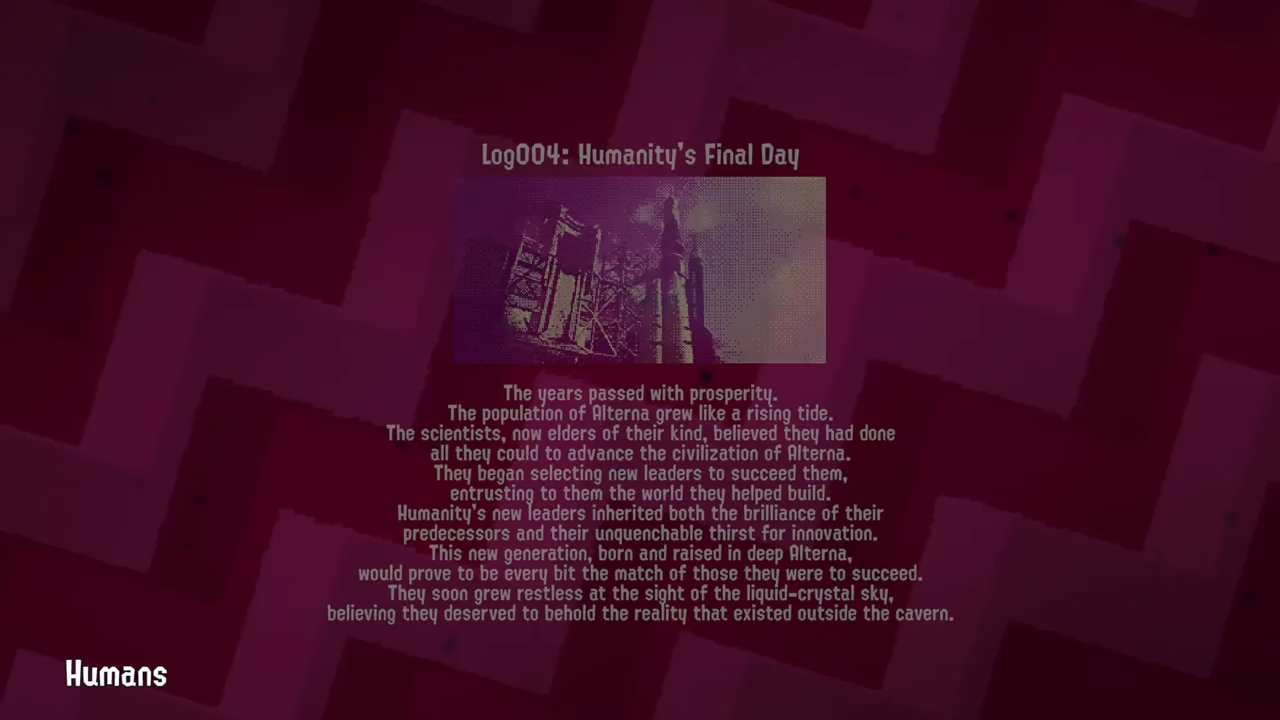 Log004: Humanity's Final Day
The years passed with prosperity.
The population of Alterna grew like a rising tide.
The scientists, now elders of their kind, believed they had done
all they could to advance the civilization of Alterna.
They began selecting new leaders to succeed them,
entrusting to them the world they helped build.
Humanity's new leaders inherited both the brilliance of their
predecessors and their unquenchable thirst for innovation.
This new generation, born and raised in deep Alterna,
would prove to be every bit the match of those they were to succeed.
They soon grew restless at the sight of the liquid-crystal sky,
believing they deserved to behold the reality that existed outside the cavern.
Humans